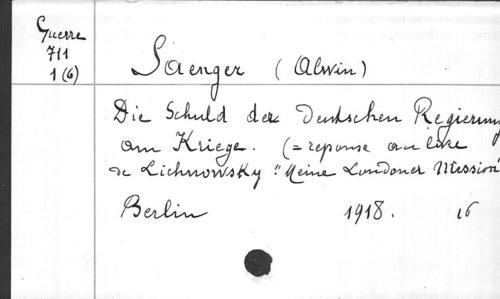 Guerre
711
1 (6)
Saenger (Alwin)
Die Schuld der Deutschen Regierung
am Kriege. (= reponse au livre
de Lichnowsky "Meine Londoner Mission"
Berlin 1918. 16